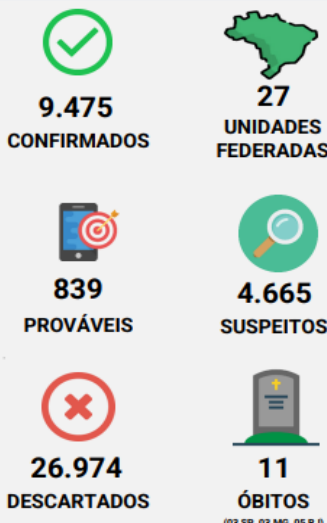 9.475
CONFIRMADOS
27
UNIDADES
FEDERADAS
839
PROVÁVEIS
4.665
SUSPEITOS
26.974
DESCARTADOS
11
ÓBITOS